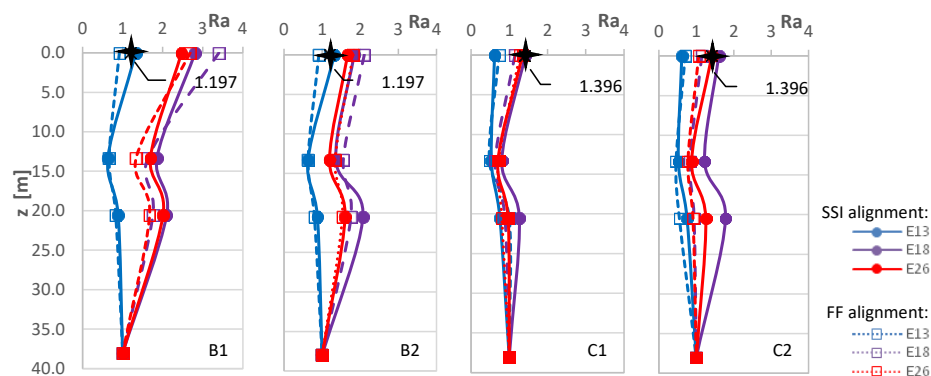 Ra Ra Ra Ra
0 1 2 3 4 0 1 2 3 4 0 1 2 3 4 0 1 2 3 4
0.0
1.197 1.197 1.396 1.396
5.0
10.0
15.0
z [m]
20.0
25.0
30.0
35.0
40.0
B1 B2 C1 C2
SSI alignment:
E13
E18
E26
FF alignment:
E13
E18
E26